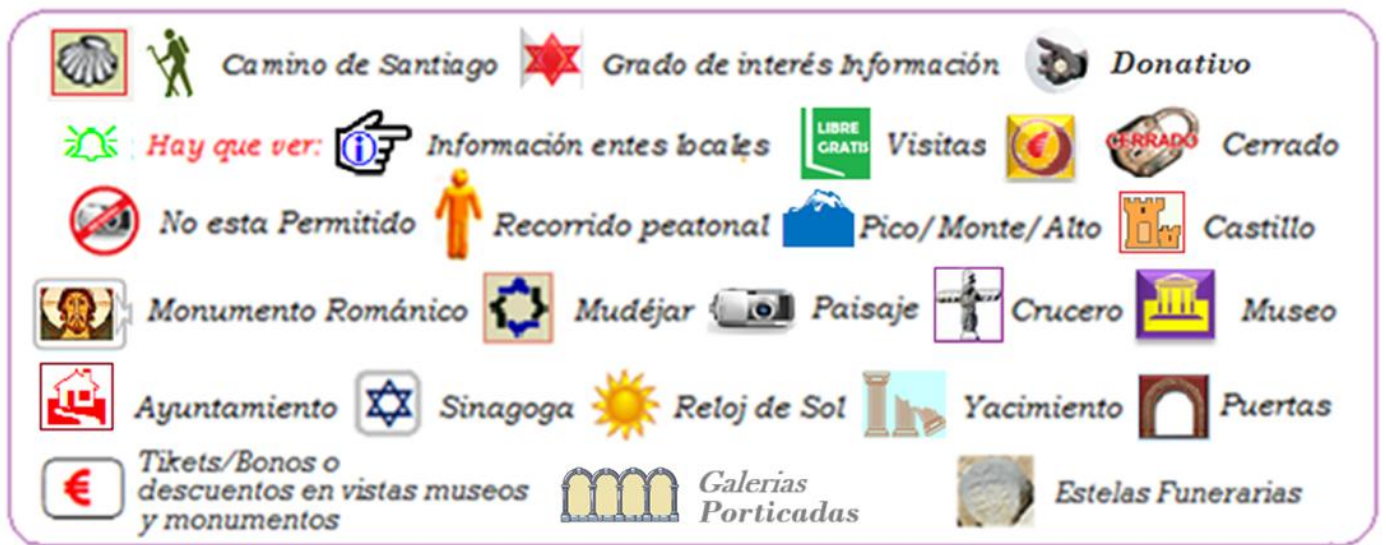 Camino de Santiago Grado de interés Información Donativo
: Hay que ver: i Información entes locales LIBRE GRATIS Visitas € CERRADO Cerrado
No esta Permitido Recorrido peatonal Pico/Monte/Alto Castillo
Monumento Románico Mudéjar Paisaje Crucero Museo
Ayuntamiento Sinagoga Reloj de Sol Yacimiento Puertas
€ Tikets/Bonos o
descuentos en vistas museos
y monumentos
Galerías
Porticadas
Estelas Funerarias